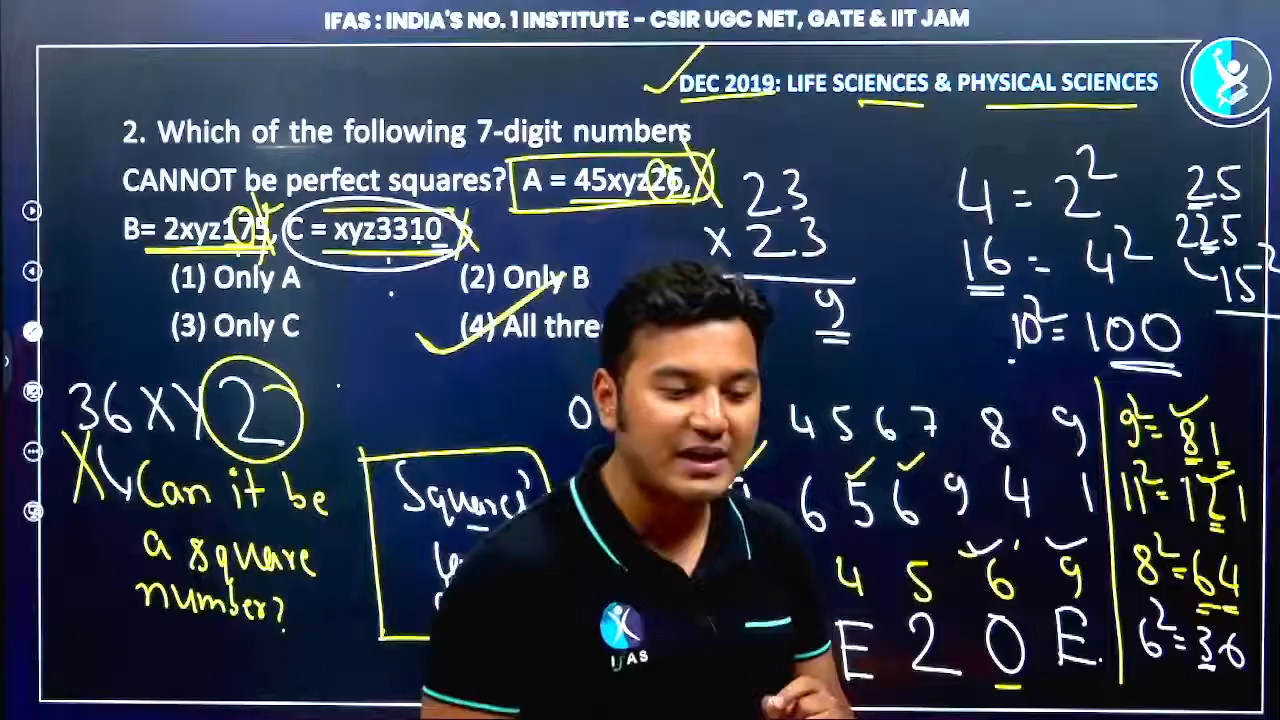 IFAS : INDIA'S NO. 1 INSTITUTE - CSIR UGC NET, GATE & IIT JAM
DEC 2019: LIFE SCIENCES & PHYSICAL SCIENCES
2. Which of the following 7-digit numbers
CANNOT be perfect squares? A = 45xyz26,
B= 2xyz175, C = xyz3310
(1) Only A (2) Only B
(3) Only C (4) All thre
23
× 23
9
4 = 2²
16 = 4²
10² = 100
25
225
15²
36XY2
Can it be
a square
number?
Squares'
0
4 5 6 7 8 9
6 5 6 9 4 1
4 5 6 9
E 2 0 E
9² = 81
11² = 121
8² = 64
6² = 36
IFAS